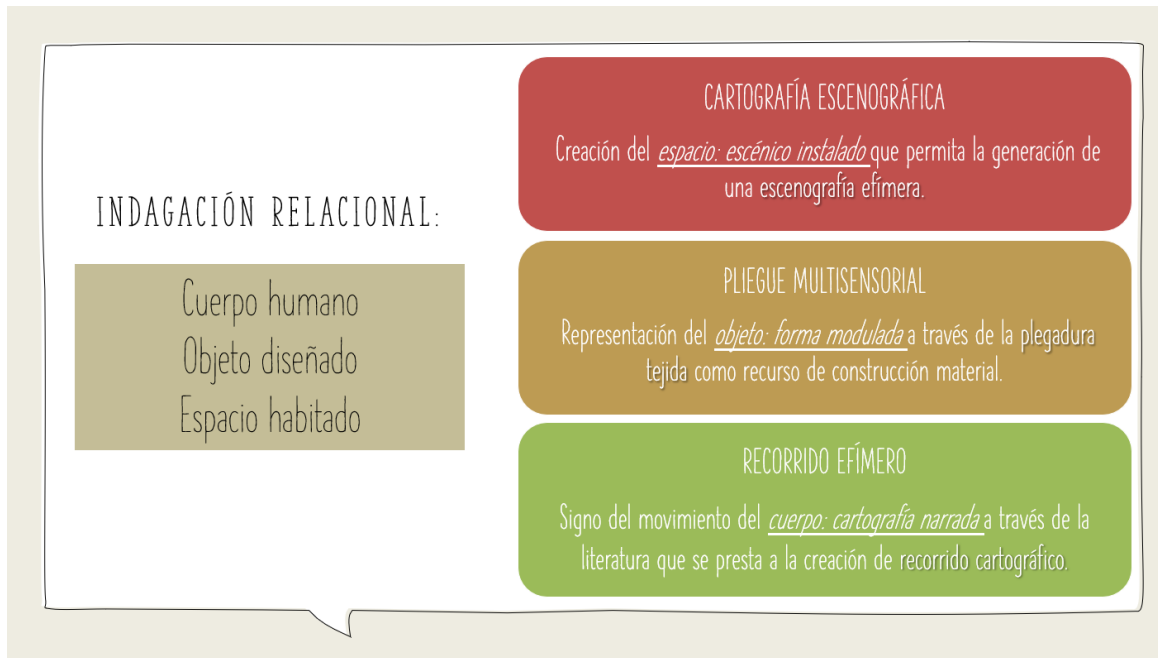 INDAGACIÓN RELACIONAL:
Cuerpo humano
Objeto diseñado
Espacio habitado
CARTOGRAFÍA ESCENOGRÁFICA
Creación del espacio: escénico instalado que permita la generación de
una escenografía efímera.
PLIEGUE MULTISENSORIAL
Representación del objeto: forma modulada a través de la plegadura
tejida como recurso de construcción material.
RECORRIDO EFÍMERO
Signo del movimiento del cuerpo: cartografía narrada a través de la
literatura que se presta a la creación de recorrido cartográfico.